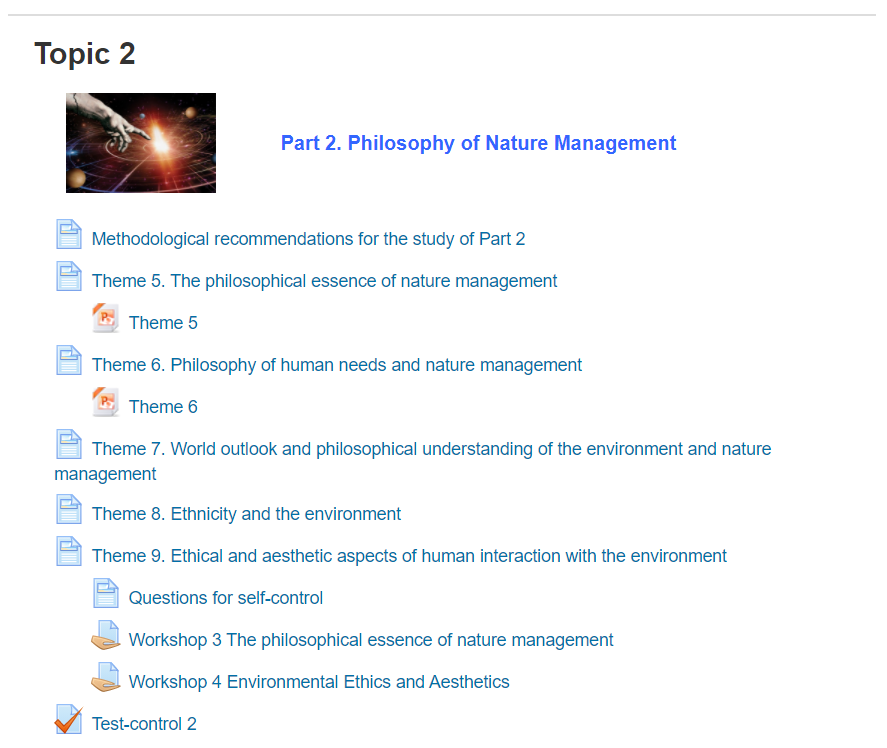 Topic 2
Part 2. Philosophy of Nature Management
Methodological recommendations for the study of Part 2
Theme 5. The philosophical essence of nature management
Theme 5
Theme 6. Philosophy of human needs and nature management
Theme 6
Theme 7. World outlook and philosophical understanding of the environment and nature
management
Theme 8. Ethnicity and the environment
Theme 9. Ethical and aesthetic aspects of human interaction with the environment
Questions for self-control
Workshop 3 The philosophical essence of nature management
Workshop 4 Environmental Ethics and Aesthetics
Test-control 2